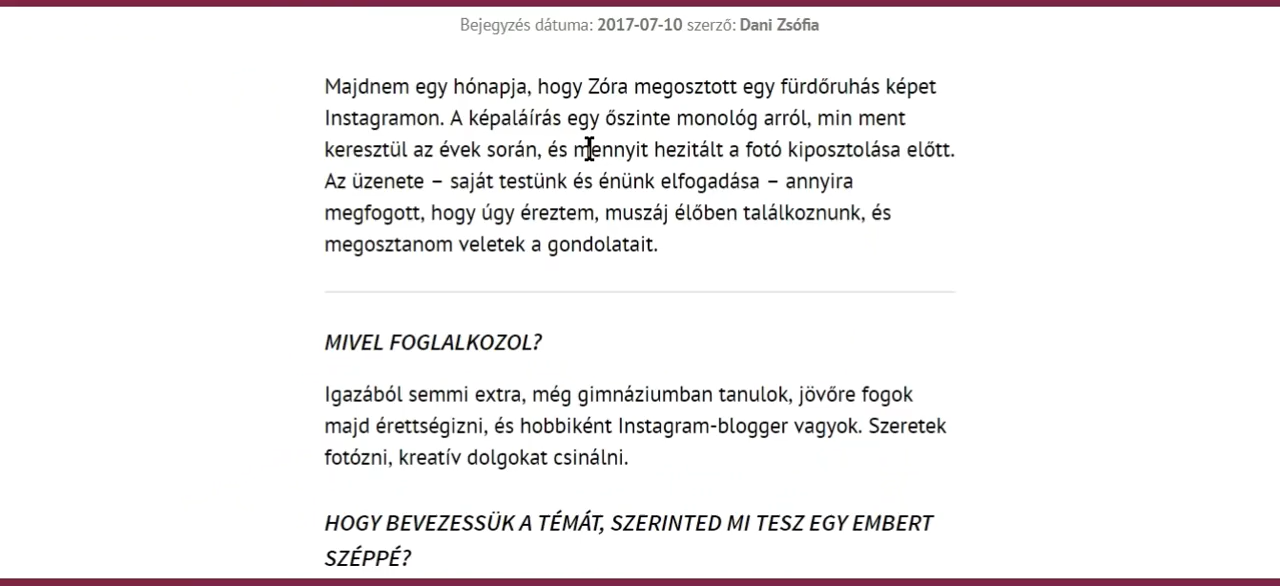 Bejegyzés dátuma: 2017-07-10 szerző: Dani Zsófia
Majdnem egy hónapja, hogy Zóra megosztott egy fürdőruhás képet
Instagramon. A képaláírás egy őszinte monológ arról, min ment
keresztül az évek során, és mennyit hezitált a fotó kiposztolása előtt.
Az üzenete – saját testünk és énünk elfogadása – annyira
megfogott, hogy úgy éreztem, muszáj élőben találkoznunk, és
megosztanom veletek a gondolatait.
MIVEL FOGLALKOZOL?
Igazából semmi extra, még gimnáziumban tanulok, jövőre fogok
majd érettségizni, és hobbiként Instagram-blogger vagyok. Szeretek
fotózni, kreatív dolgokat csinálni.
HOGY BEVEZESSÜK A TÉMÁT, SZERINTED MI TESZ EGY EMBERT
SZÉPPÉ?